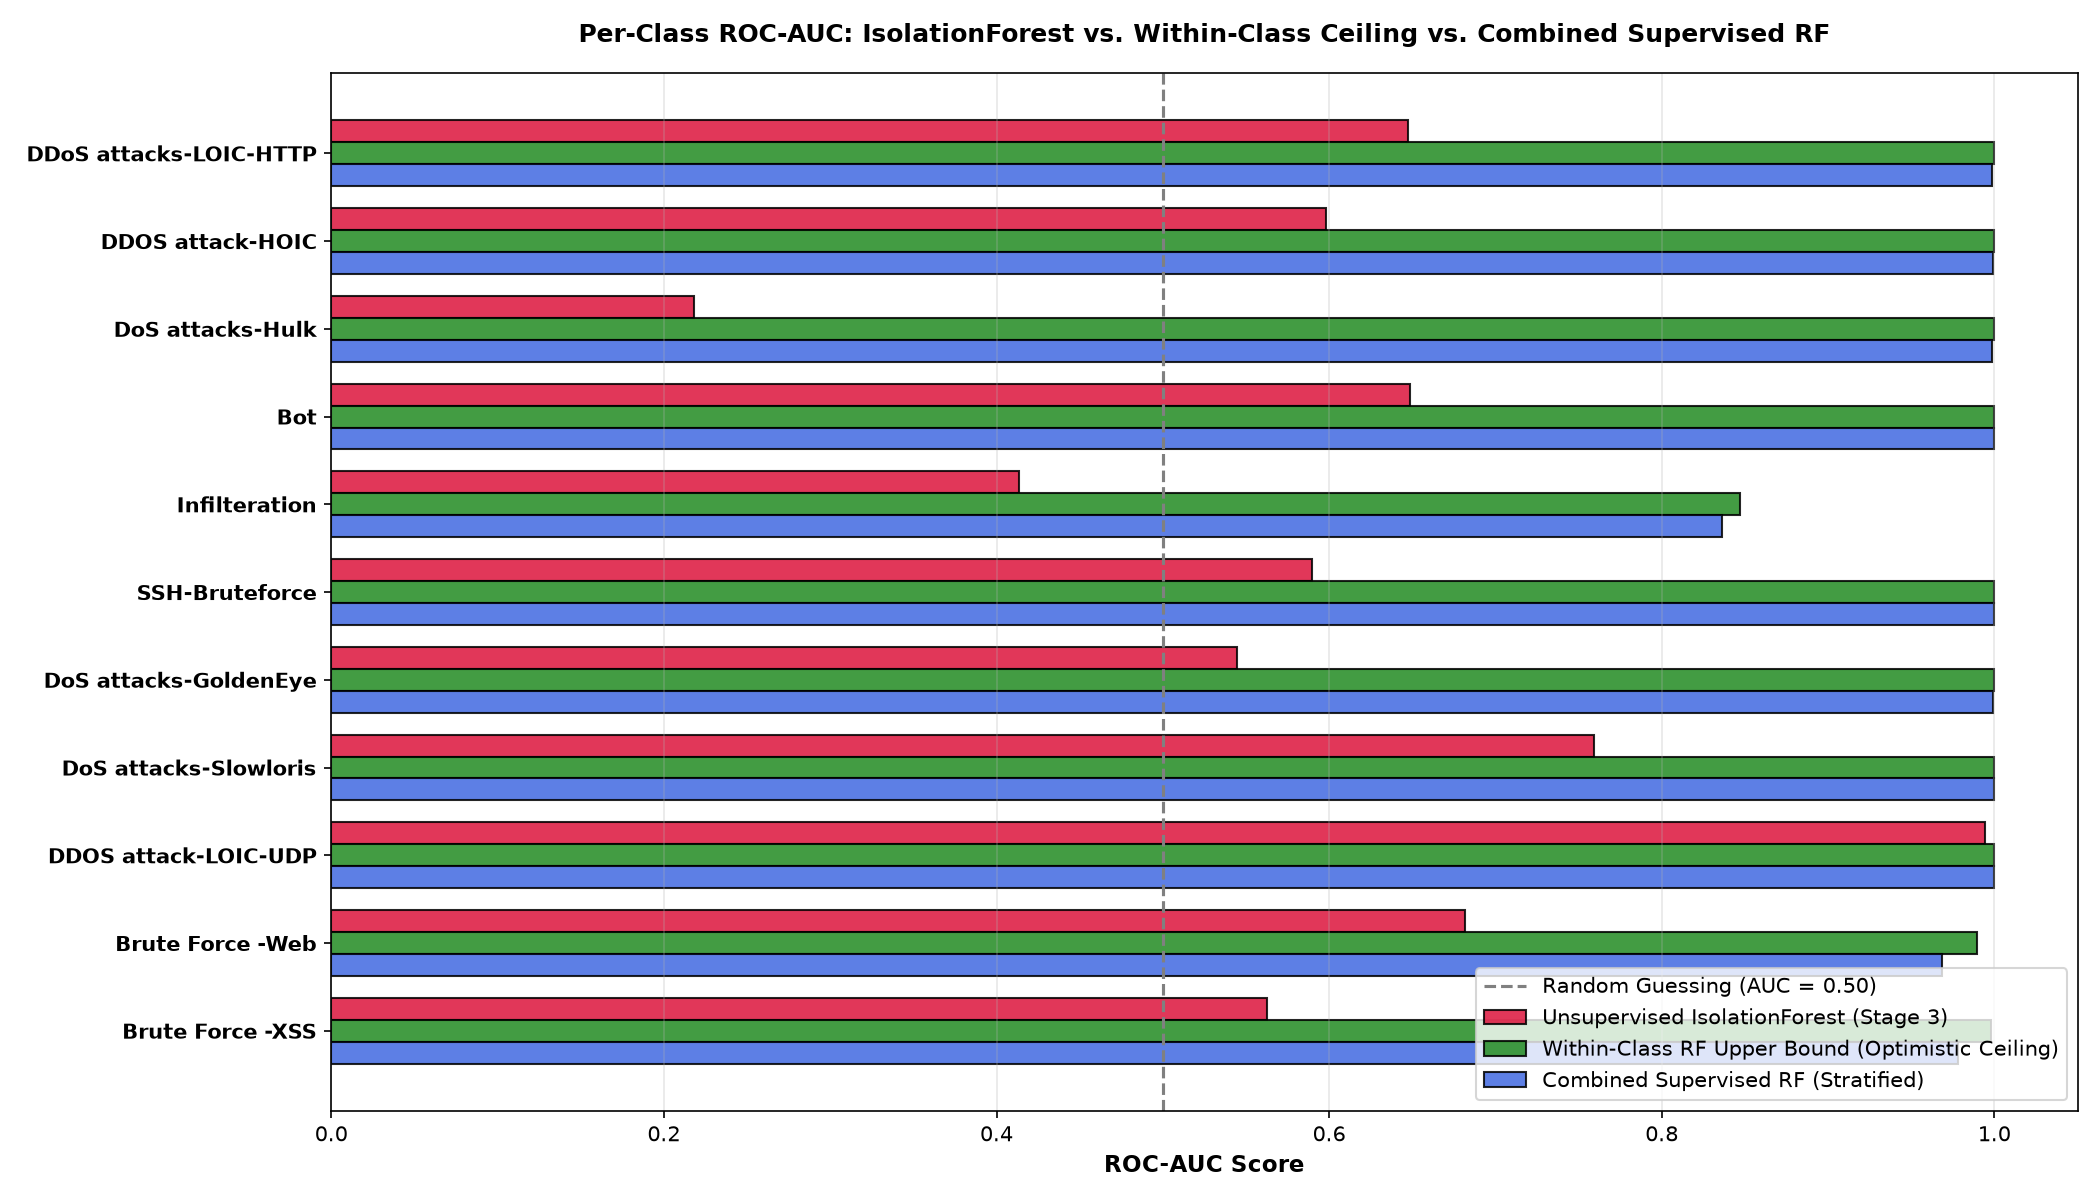 Per-Class ROC-AUC: IsolationForest vs. Within-Class Ceiling vs. Combined Supervised RF
DDoS attacks-LOIC-HTTP
DDOS attack-HOIC
DoS attacks-Hulk
Bot
Infilteration
SSH-Bruteforce
DoS attacks-GoldenEye
DoS attacks-Slowloris
DDOS attack-LOIC-UDP
Brute Force -Web
Brute Force -XSS
Random Guessing (AUC = 0.50)
Unsupervised IsolationForest (Stage 3)
Within-Class RF Upper Bound (Optimistic Ceiling)
Combined Supervised RF (Stratified)
0.0 0.2 0.4 0.6 0.8 1.0
ROC-AUC Score